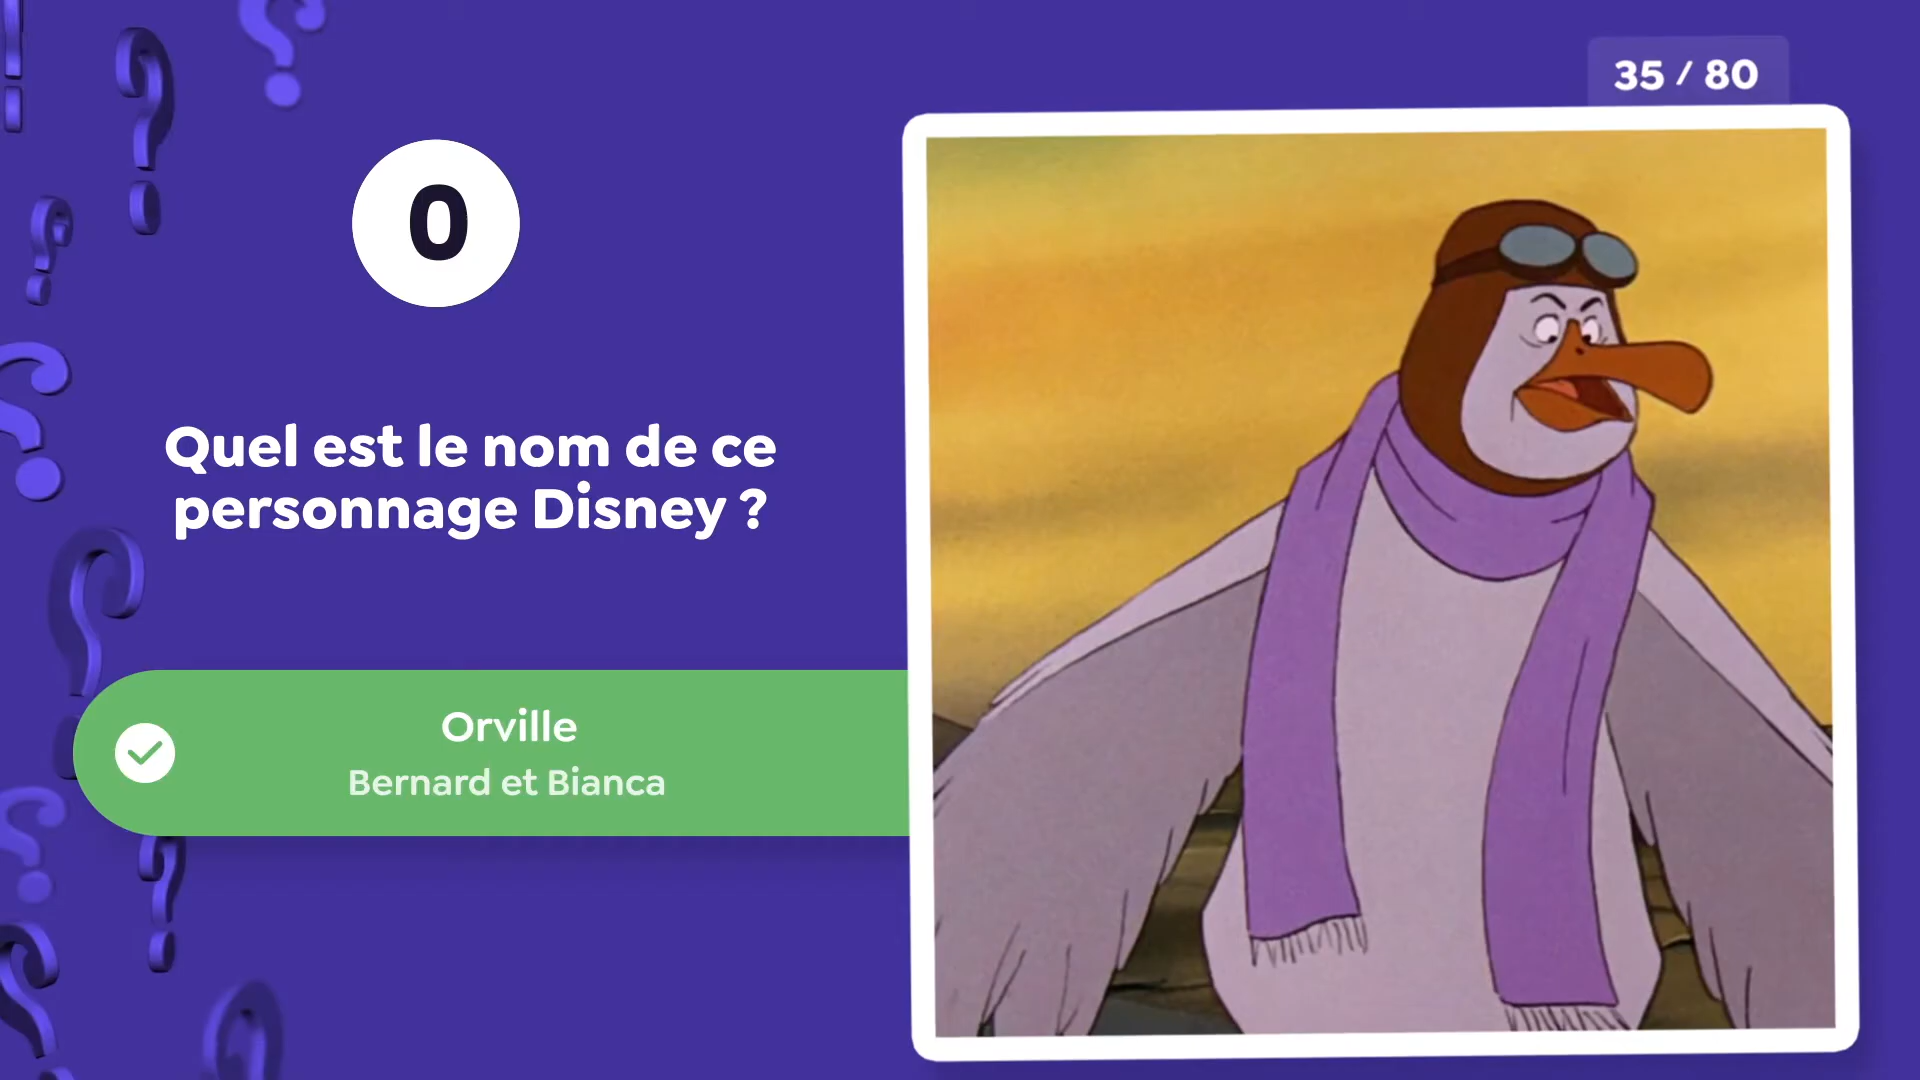 35 / 80
0
Quel est le nom de ce
personnage Disney ?
Orville
Bernard et Bianca